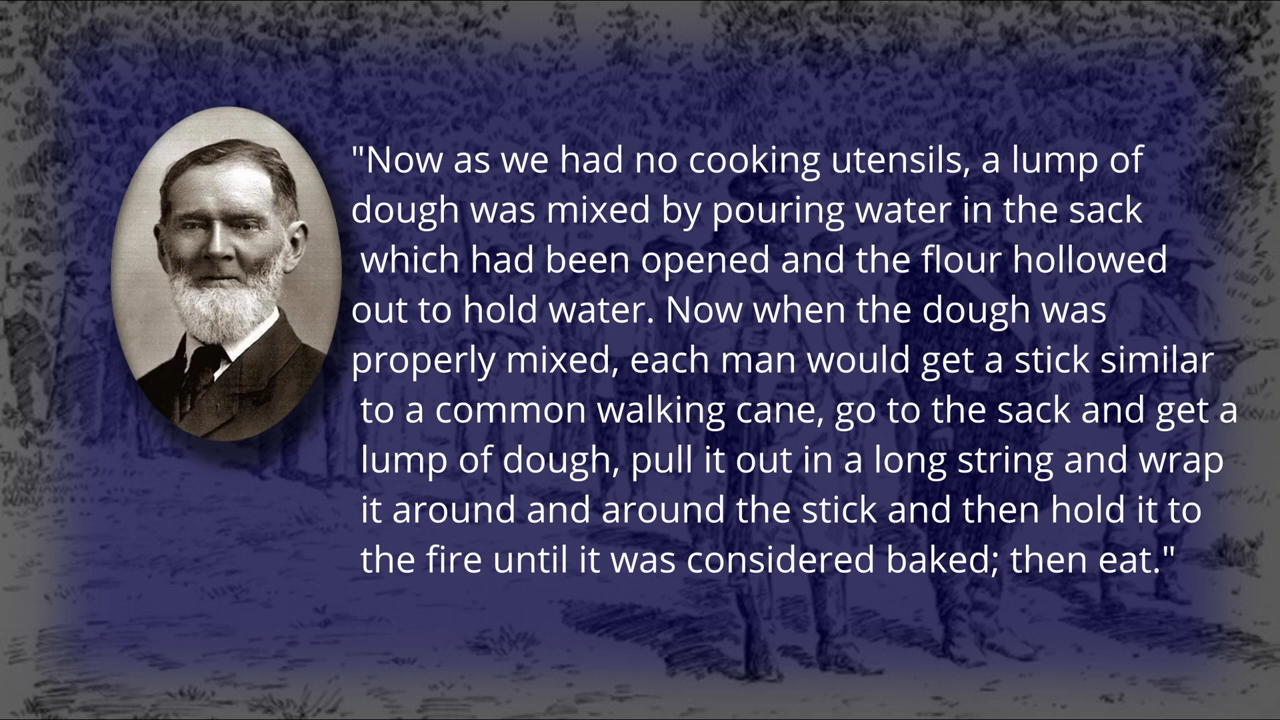 "Now as we had no cooking utensils, a lump of
dough was mixed by pouring water in the sack
which had been opened and the flour hollowed
out to hold water. Now when the dough was
properly mixed, each man would get a stick similar
to a common walking cane, go to the sack and get a
lump of dough, pull it out in a long string and wrap
it around and around the stick and then hold it to
the fire until it was considered baked; then eat."